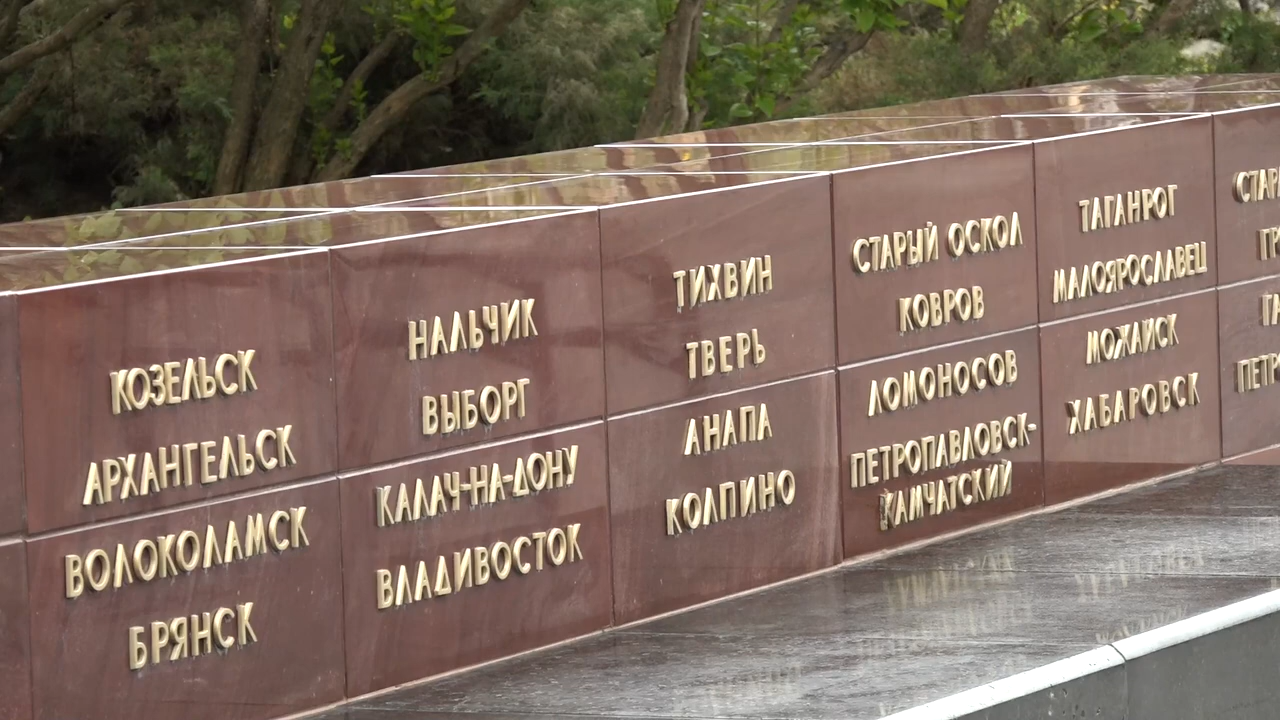 КОЗЕЛЬСК
АРХАНГЕЛЬСК
ВОЛОКОЛАМСК
БРЯНСК
НАЛЬЧИК
ВЫБОРГ
КАЛАЧ-НА-ДОНУ
ВЛАДИВОСТОК
ТИХВИН
ТВЕРЬ
АНАПА
КОЛПИНО
СТАРЫЙ ОСКОЛ
КОВРОВ
ЛОМОНОСОВ
ПЕТРОПАВЛОВСК-
КАМЧАТСКИЙ
ТАГАНРОГ
МАЛОЯРОСЛАВЕЦ
МОЖАЙСК
ХАБАРОВСК